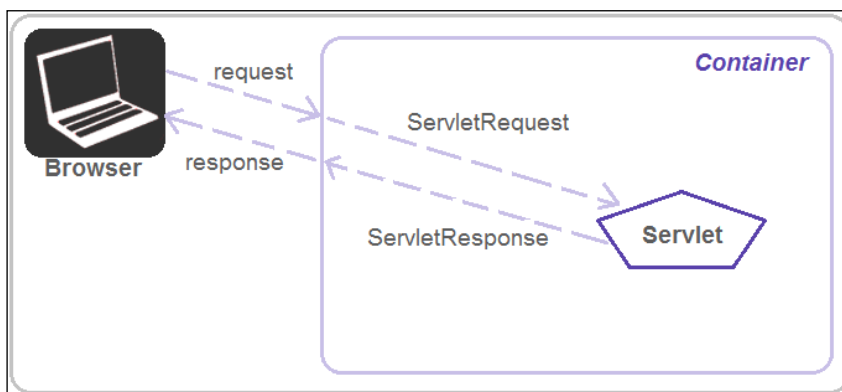 Container
request
ServletRequest
response
Browser
ServletResponse
Servlet